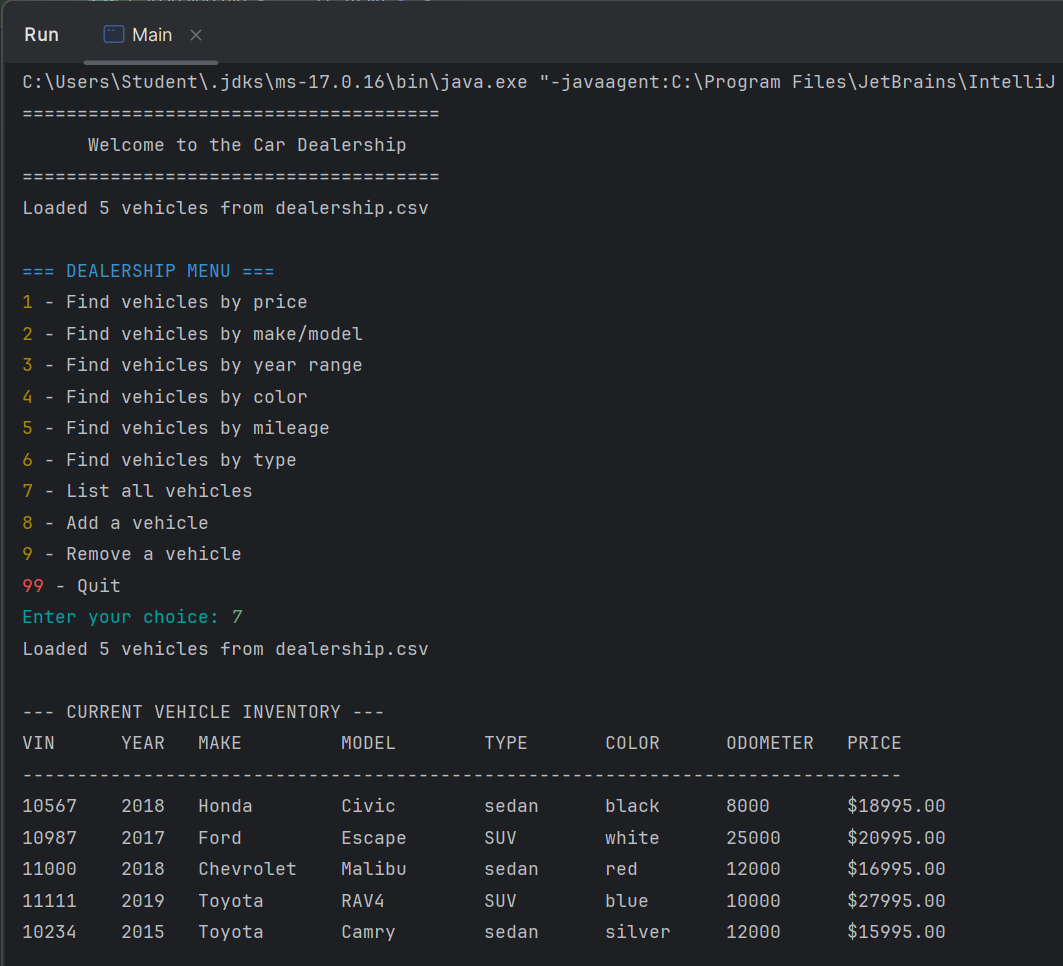 Run Main
C:\Users\Student\.jdks\ms-17.0.16\bin\java.exe "-javaagent:C:\Program Files\JetBrains\IntelliJ
======================================
      Welcome to the Car Dealership
======================================
Loaded 5 vehicles from dealership.csv
=== DEALERSHIP MENU ===
1 - Find vehicles by price
2 - Find vehicles by make/model
3 - Find vehicles by year range
4 - Find vehicles by color
5 - Find vehicles by mileage
6 - Find vehicles by type
7 - List all vehicles
8 - Add a vehicle
9 - Remove a vehicle
99 - Quit
Enter your choice: 7
Loaded 5 vehicles from dealership.csv
--- CURRENT VEHICLE INVENTORY ---
VIN      YEAR   MAKE         MODEL        TYPE       COLOR      ODOMETER   PRICE
--------------------------------------------------------------------------------
10567    2018   Honda        Civic        sedan      black      8000       $18995.00
10987    2017   Ford         Escape       SUV        white      25000      $20995.00
11000    2018   Chevrolet    Malibu       sedan      red        12000      $16995.00
11111    2019   Toyota       RAV4         SUV        blue       10000      $27995.00
10234    2015   Toyota       Camry        sedan      silver     12000      $15995.00